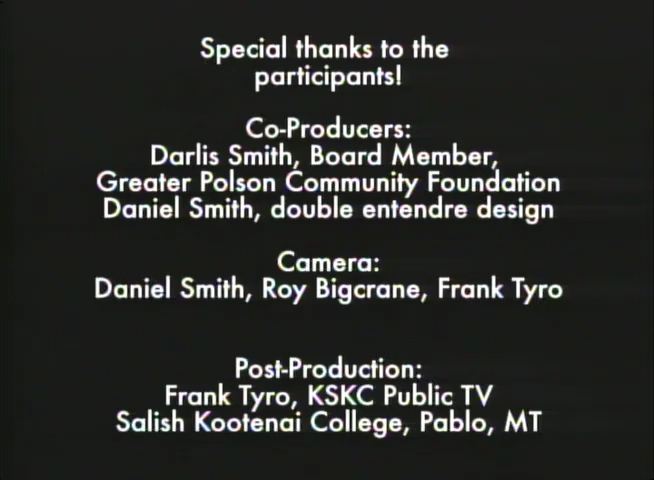 Special thanks to the
participants!
Co-Producers:
Darlis Smith, Board Member,
Greater Polson Community Foundation
Daniel Smith, double entendre design
Camera:
Daniel Smith, Roy Bigcrane, Frank Tyro
Post-Production:
Frank Tyro, KSKC Public TV
Salish Kootenai College, Pablo, MT